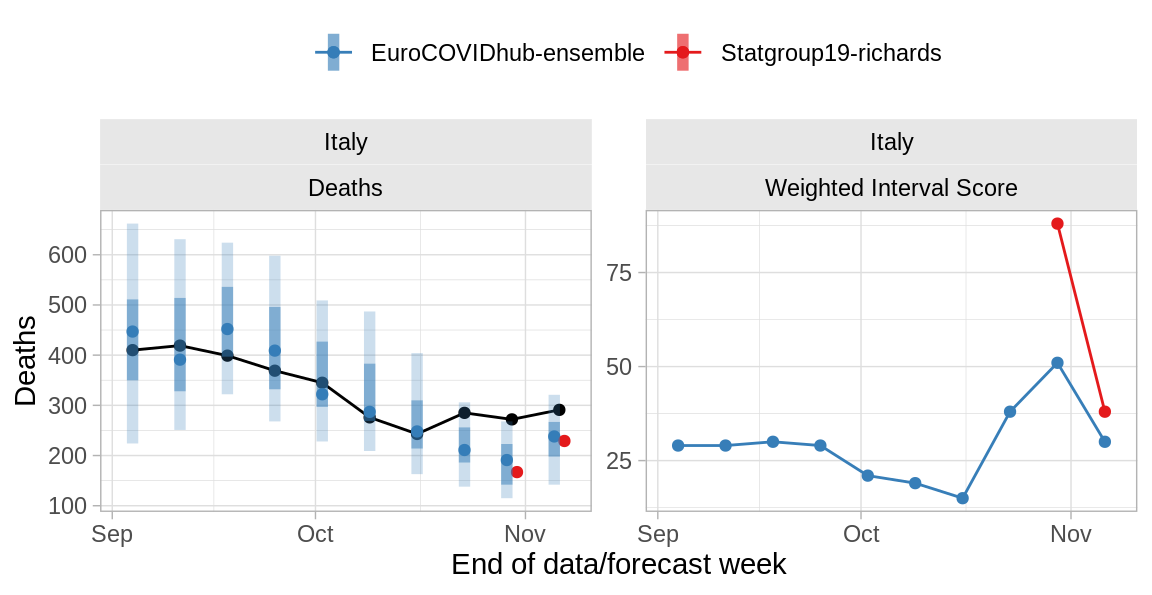 EuroCOVIDhub-ensemble Statgroup19-richards
Italy Italy
Deaths Weighted Interval Score
600
500
400
300
200
100
75
50
25
Deaths
Sep Oct Nov Sep Oct Nov
End of data/forecast week